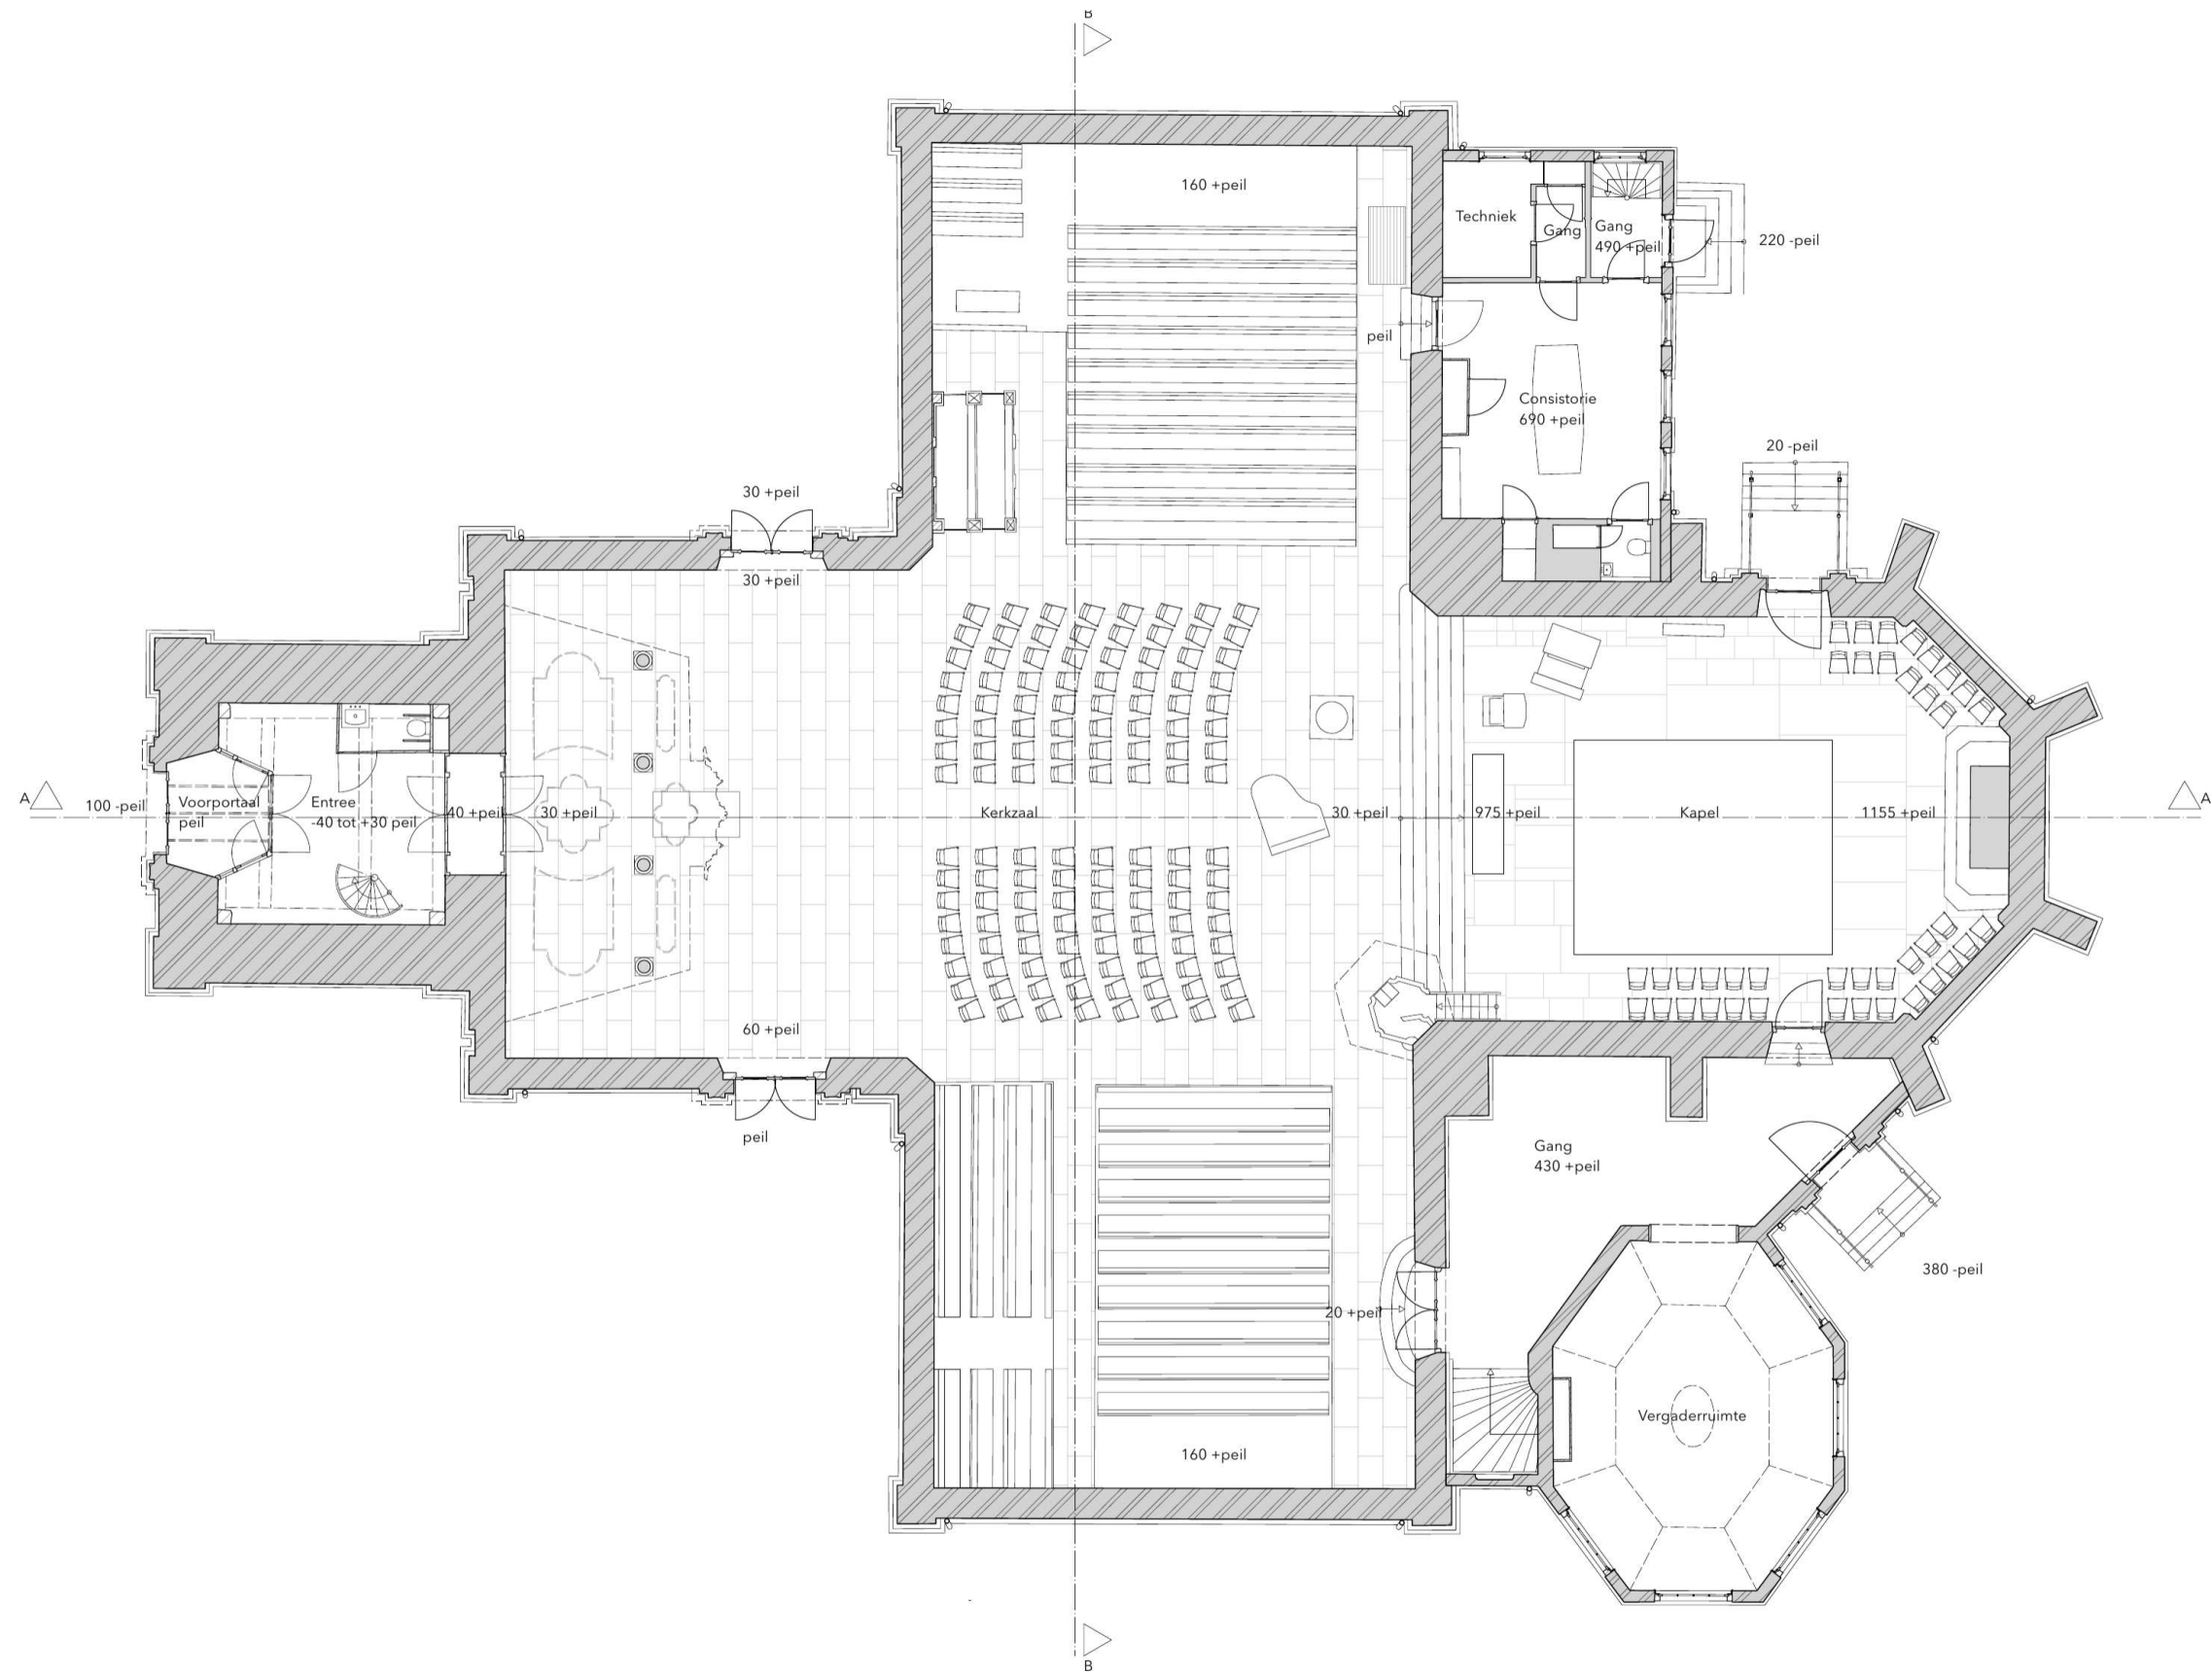 B
160 +peil
Techniek
Gang
Gang
490 +peil
220 -peil
peil
Consistorie
690 +peil
20 -peil
30 +peil
30 +peil
A
100 -peil
Voorportaal
peil
Entree
-40 tot +30 peil
40 +peil
30 +peil
Kerkzaal
30 +peil
975 +peil
Kapel
1155 +peil
A
60 +peil
peil
Gang
430 +peil
380 -peil
20 +peil
Vergaderruimte
160 +peil
B